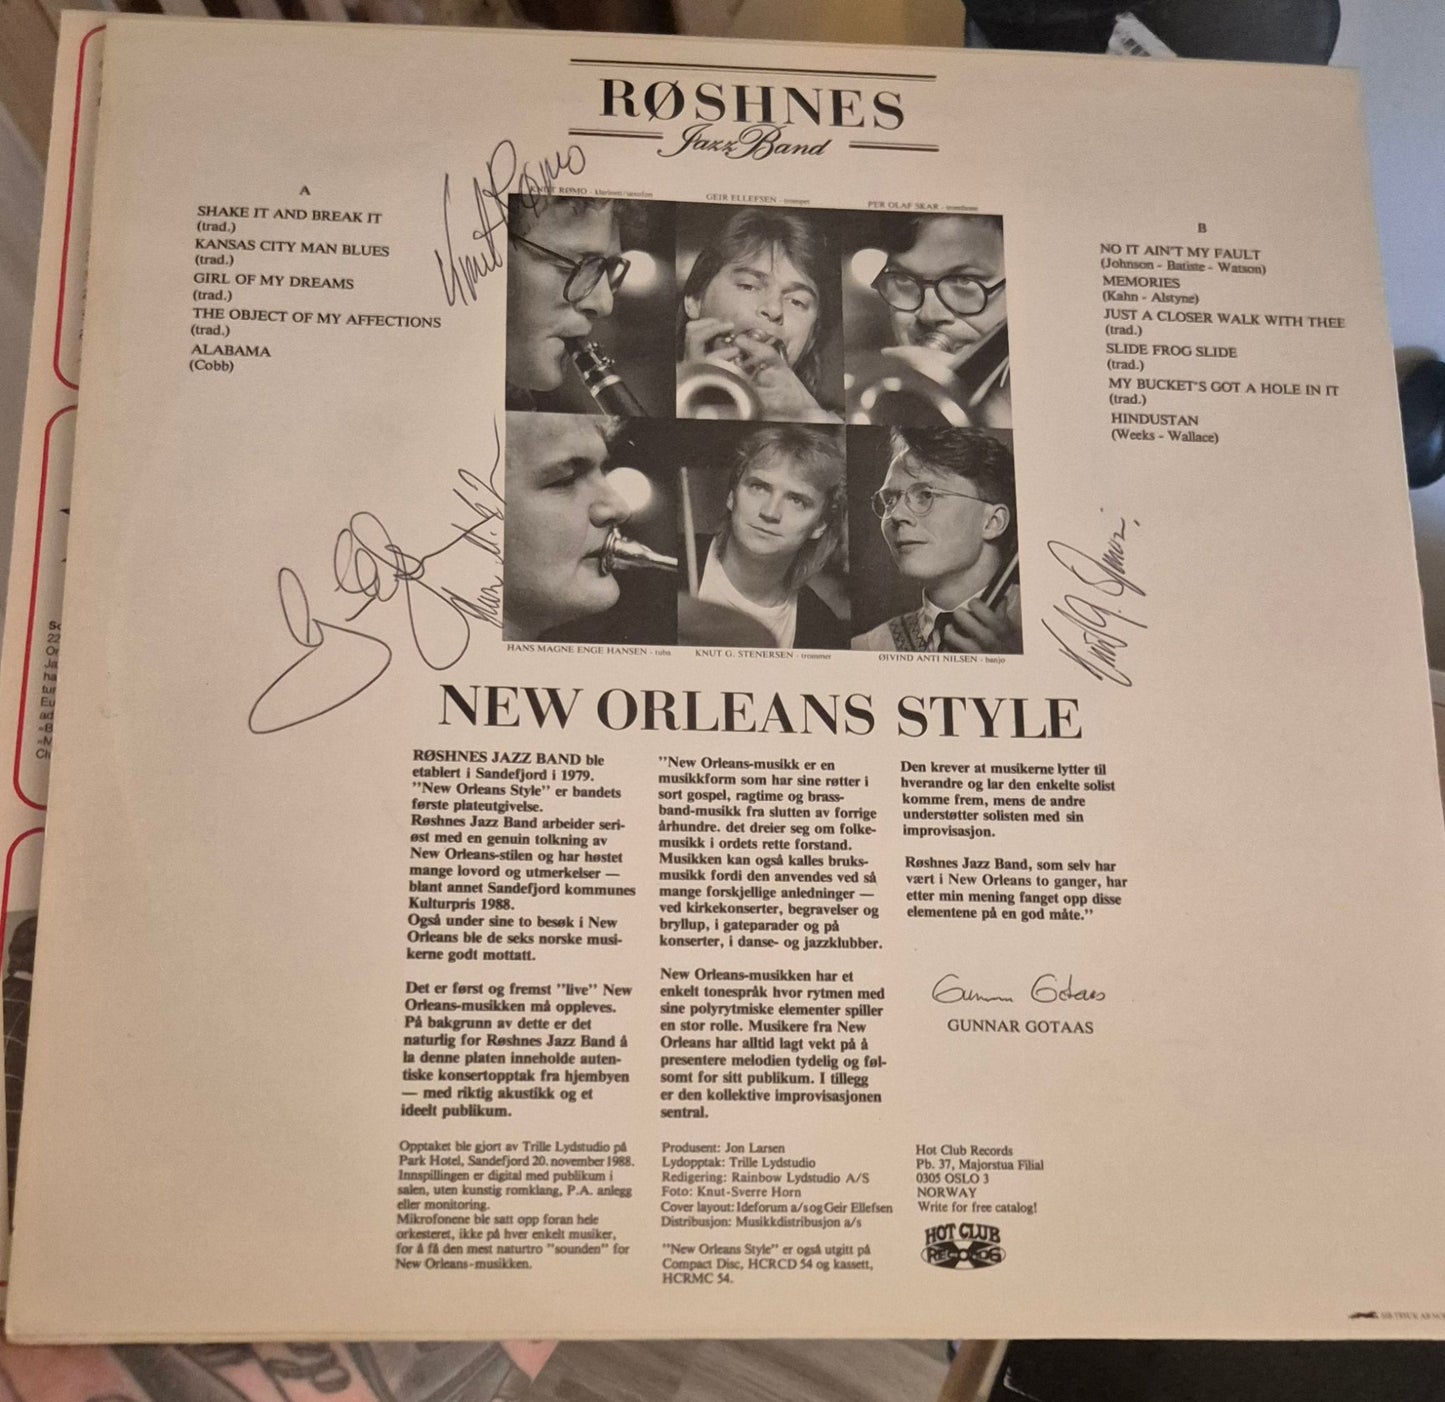 RØSHNES
Jazz Band
A
SHAKE IT AND BREAK IT
(trad.)
KANSAS CITY MAN BLUES
(trad.)
GIRL OF MY DREAMS
(trad.)
THE OBJECT OF MY AFFECTIONS
(trad.)
ALABAMA
(Cobb)
Knut Rømo
KNUT RØMO - klarinett/saxofon
GEIR ELLEFSEN - trompet
PER OLAF SKAR - trombone
B
NO IT AIN'T MY FAULT
(Johnson - Batiste - Watson)
MEMORIES
(Kahn - Alstyne)
JUST A CLOSER WALK WITH THEE
(trad.)
SLIDE FROG SLIDE
(trad.)
MY BUCKET'S GOT A HOLE IN IT
(trad.)
HINDUSTAN
(Weeks - Wallace)
HANS MAGNE ENGE HANSEN - tuba
KNUT G. STENERSEN - trommer
ØIVIND ANTI NILSEN - banjo
NEW ORLEANS STYLE
RØSHNES JAZZ BAND ble
etablert i Sandefjord i 1979.
"New Orleans Style" er bandets
første plateutgivelse.
Røshnes Jazz Band arbeider seri-
øst med en genuin tolkning av
New Orleans-stilen og har høstet
mange lovord og utmerkelser —
blant annet Sandefjord kommunes
Kulturpris 1988.
Også under sine to besøk i New
Orleans ble de seks norske musi-
kerne godt mottatt.
Det er først og fremst "live" New
Orleans-musikken må oppleves.
På bakgrunn av dette er det
naturlig for Røshnes Jazz Band å
la denne platen inneholde auten-
tiske konsertopptak fra hjembyen
— med riktig akustikk og et
ideelt publikum.
"New Orleans-musikk er en
musikkform som har sine røtter i
sort gospel, ragtime og brass-
band-musikk fra slutten av forrige
århundre. det dreier seg om folke-
musikk i ordets rette forstand.
Musikken kan også kalles bruks-
musikk fordi den anvendes ved så
mange forskjellige anledninger —
ved kirkekonserter, begravelser og
bryllup, i gateparader og på
konserter, i danse- og jazzklubber.
New Orleans-musikken har et
enkelt tonespråk hvor rytmen med
sine polyrytmiske elementer spiller
en stor rolle. Musikere fra New
Orleans har alltid lagt vekt på å
presentere melodien tydelig og føl-
somt for sitt publikum. I tillegg
er den kollektive improvisasjonen
sentral.
Den krever at musikerne lytter til
hverandre og lar den enkelte solist
komme frem, mens de andre
understøtter solisten med sin
improvisasjon.
Røshnes Jazz Band, som selv har
vært i New Orleans to ganger, har
etter min mening fanget opp disse
elementene på en god måte."
Gunnar Gotaas
GUNNAR GOTAAS
Opptaket ble gjort av Trille Lydstudio på
Park Hotel, Sandefjord 20. november 1988.
Innspillingen er digital med publikum i
salen, uten kunstig romklang, P.A. anlegg
eller monitoring.
Mikrofonene ble satt opp foran hele
orkesteret, ikke på hver enkelt musiker,
for å få den mest naturtro "sounden" for
New Orleans-musikken.
Produsent: Jon Larsen
Lydopptak: Trille Lydstudio
Redigering: Rainbow Lydstudio A/S
Foto: Knut-Sverre Horn
Cover layout: Ideforum a/s og Geir Ellefsen
Distribusjon: Musikkdistribusjon a/s
"New Orleans Style" er også utgitt på
Compact Disc, HCRCD 54 og kassett,
HCRMC 54.
Hot Club Records
Pb. 37, Majorstua Filial
0305 OSLO 3
NORWAY
Write for free catalog!
HOT CLUB
RECORDS